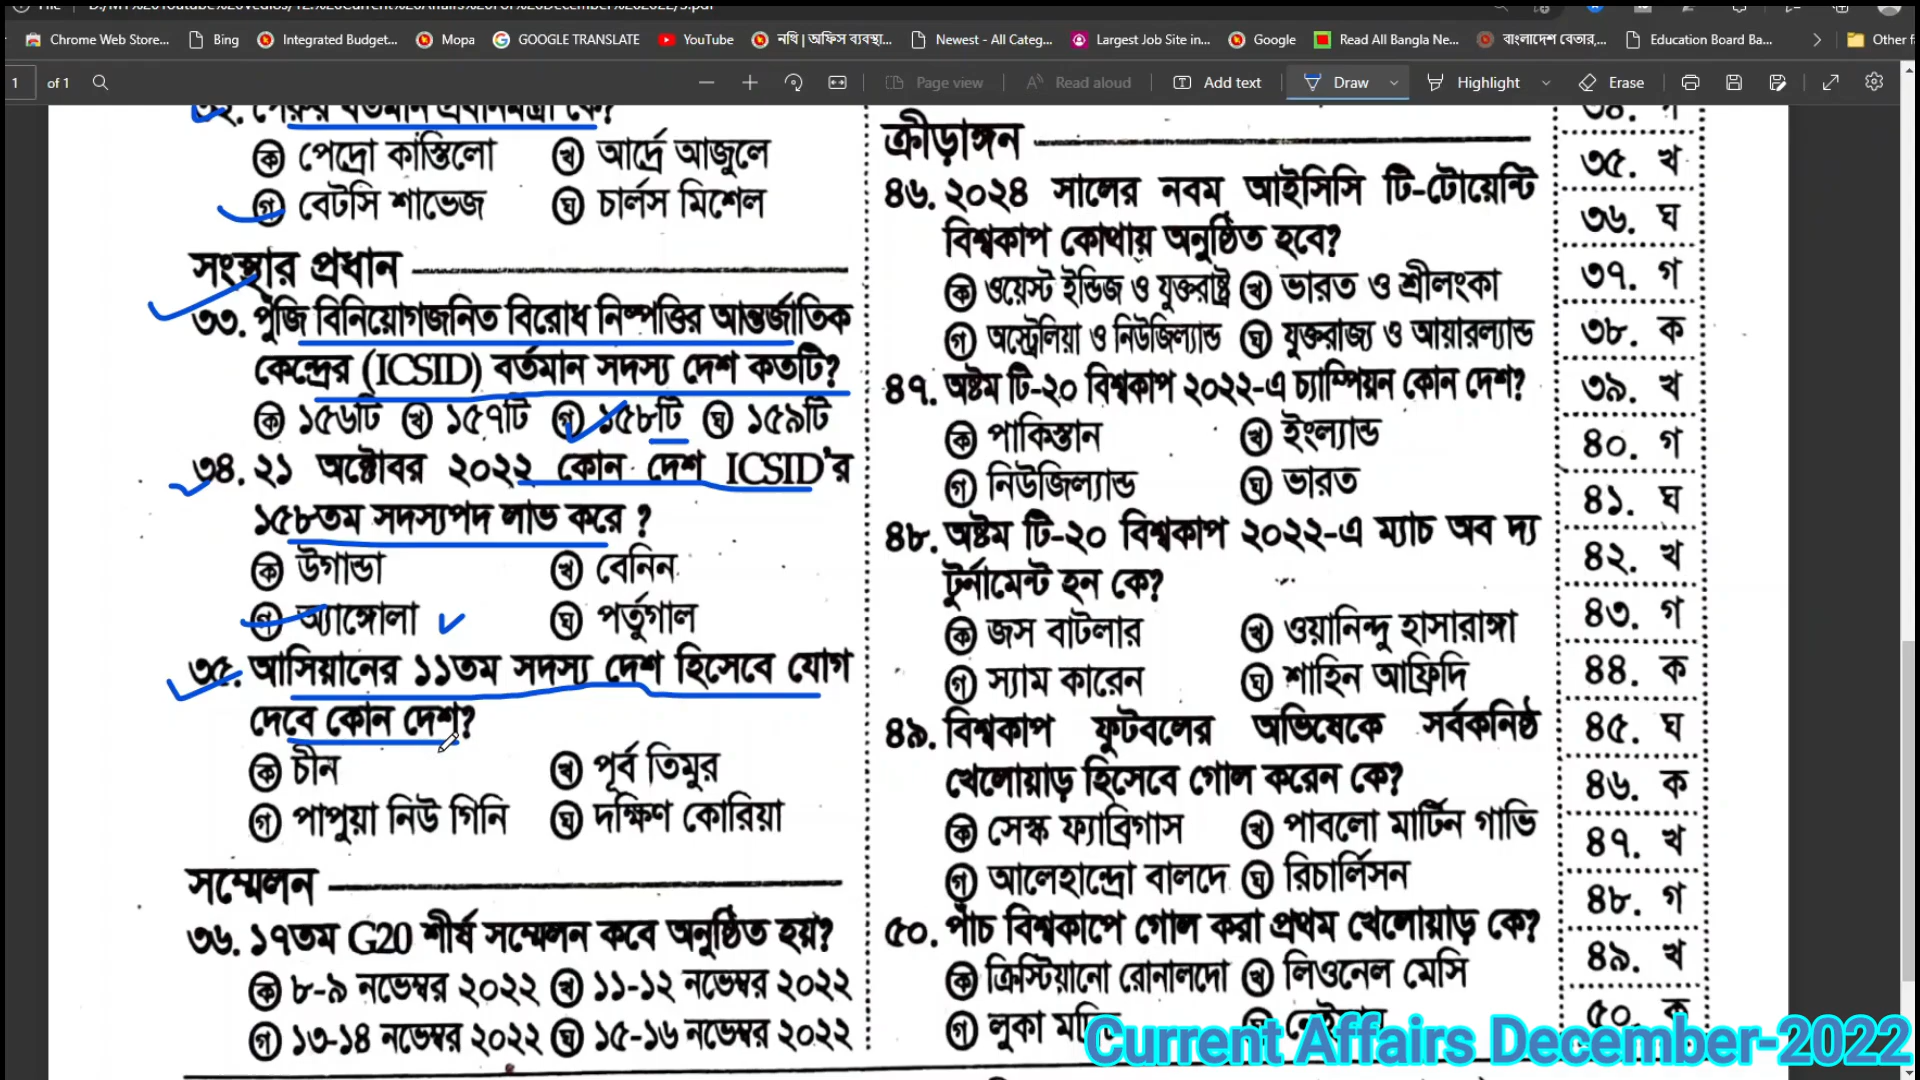 Chrome Web Store...
Bing
Integrated Budget...
Mopa
GOOGLE TRANSLATE
YouTube
নথি | অফিস ব্যবস্থা...
Newest - All Categ...
Largest Job Site in...
Google
Read All Bangla Ne...
বাংলাদেশ বেতার,...
Education Board Ba...
1 of 1
Page view
Read aloud
Add text
Draw
Highlight
Erase
৩২. পেরুর বর্তমান প্রধানমন্ত্রী কে?
ক পেদ্রো কাস্তিলো
খ আর্দ্রে আজুলে
গ বেটসি শাভেজ
ঘ চার্লস মিশেল
সংস্থার প্রধান
৩৩. পুঁজি বিনিয়োগজনিত বিরোধ নিষ্পত্তির আন্তর্জাতিক
কেন্দ্রের (ICSID) বর্তমান সদস্য দেশ কতটি?
ক ১৫৬টি খ ১৫৭টি গ ১৫৮টি ঘ ১৫৯টি
৩৪. ২১ অক্টোবর ২০২২ কোন দেশ ICSID'র
১৫৮তম সদস্যপদ লাভ করে ?
ক উগান্ডা
খ বেনিন
গ অ্যাঙ্গোলা
ঘ পর্তুগাল
৩৫. আসিয়ানের ১১তম সদস্য দেশ হিসেবে যোগ
দেবে কোন দেশ?
ক চীন
খ পূর্ব তিমুর
গ পাপুয়া নিউ গিনি
ঘ দক্ষিণ কোরিয়া
সম্মেলন
৩৬. ১৭তম G20 শীর্ষ সম্মেলন কবে অনুষ্ঠিত হয়?
ক ৮-৯ নভেম্বর ২০২২ খ ১১-১২ নভেম্বর ২০২২
গ ১৩-১৪ নভেম্বর ২০২২ ঘ ১৫-১৬ নভেম্বর ২০২২
ক্রীড়াঙ্গন
৪৬. ২০২৪ সালের নবম আইসিসি টি-টোয়েন্টি
বিশ্বকাপ কোথায় অনুষ্ঠিত হবে?
ক ওয়েস্ট ইন্ডিজ ও যুক্তরাষ্ট্র খ ভারত ও শ্রীলংকা
গ অস্ট্রেলিয়া ও নিউজিল্যান্ড ঘ যুক্তরাজ্য ও আয়ারল্যান্ড
৪৭. অষ্টম টি-২০ বিশ্বকাপ ২০২২-এ চ্যাম্পিয়ন কোন দেশ?
ক পাকিস্তান
খ ইংল্যান্ড
গ নিউজিল্যান্ড
ঘ ভারত
৪৮. অষ্টম টি-২০ বিশ্বকাপ ২০২২-এ ম্যাচ অব দ্য
টুর্নামেন্ট হন কে?
ক জস বাটলার
খ ওয়ানিন্দু হাসারাঙ্গা
গ স্যাম কারেন
ঘ শাহিন আফ্রিদি
৪৯. বিশ্বকাপ ফুটবলের অভিষেকে সর্বকনিষ্ঠ
খেলোয়াড় হিসেবে গোল করেন কে?
ক সেস্ক ফ্যাব্রিগাস
খ পাবলো মার্টিন গাভি
গ আলেহান্দ্রো বালদে ঘ রিচার্লিসন
৫০. পাঁচ বিশ্বকাপে গোল করা প্রথম খেলোয়াড় কে?
ক ক্রিস্টিয়ানো রোনালদো খ লিওনেল মেসি
গ লুকা
৩৪. গ
৩৫. খ
৩৬. ঘ
৩৭. গ
৩৮. ক
৩৯. খ
৪০. গ
৪১. ঘ
৪২. খ
৪৩. গ
৪৪. ক
৪৫. ঘ
৪৬. ক
৪৭. খ
৪৮. গ
৪৯. খ
৫০. ক
Current Affairs December-2022